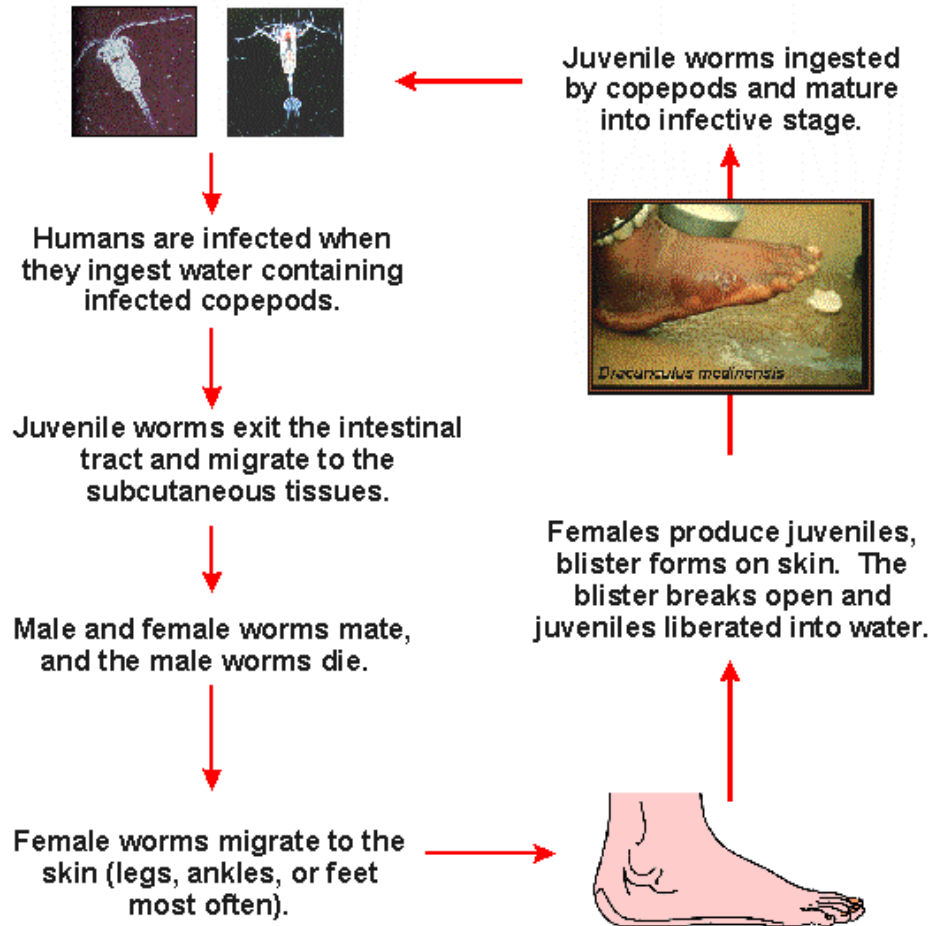 Juvenile worms ingested
by copepods and mature
into infective stage.
Humans are infected when
they ingest water containing
infected copepods.
Dracunculus medinensis
Juvenile worms exit the intestinal
tract and migrate to the
subcutaneous tissues.
Females produce juveniles,
blister forms on skin. The
blister breaks open and
juveniles liberated into water.
Male and female worms mate,
and the male worms die.
Female worms migrate to the
skin (legs, ankles, or feet
most often).